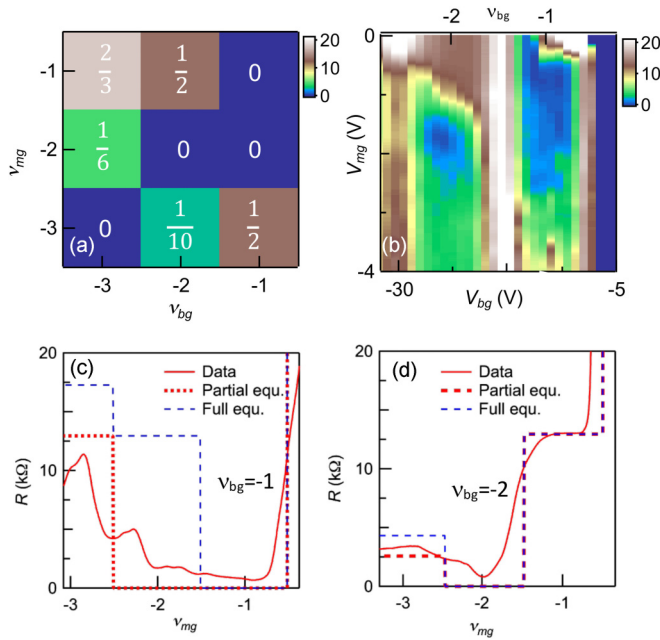 -1
-2
-3
ν_mg
2/3
1/2
0
1/6
0
0
0
1/10
1/2
(a)
-3
-2
-1
ν_bg
20
10
0
-2
ν_bg
-1
0
V_mg (V)
-4
(b)
-30
V_bg (V)
-5
20
10
0
(c)
20
10
0
R (kΩ)
Data
Partial equ.
Full equ.
ν_bg=-1
-3
-2
-1
ν_mg
(d)
20
10
0
R (kΩ)
Data
Partial equ.
Full equ.
ν_bg=-2
-3
-2
-1
ν_mg